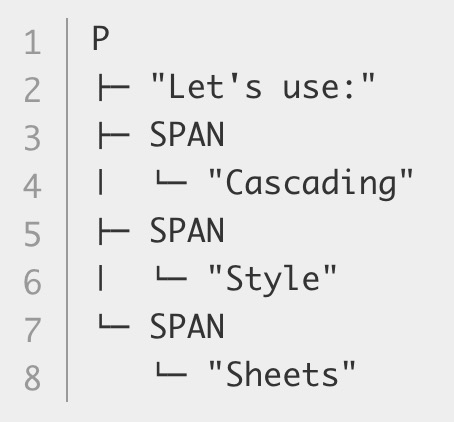 1 P
2 ├─ "Let's use:"
3 ├─ SPAN
4 |  └─ "Cascading"
5 ├─ SPAN
6 |  └─ "Style"
7 └─ SPAN
8    └─ "Sheets"